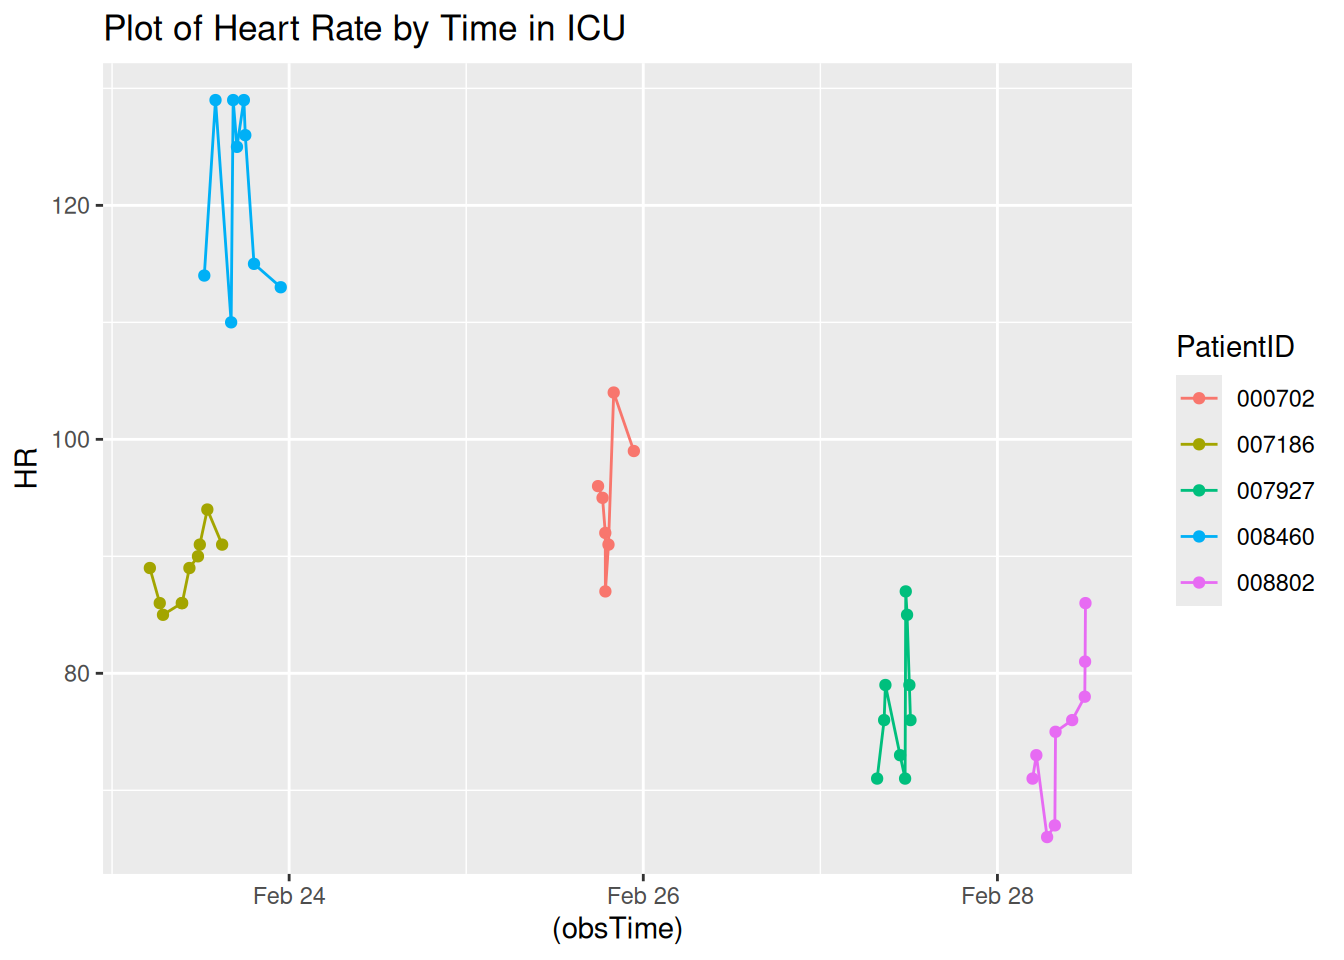 Plot of Heart Rate by Time in ICU
120
100
80
HR
Feb 24
Feb 26
Feb 28
(obsTime)
PatientID
000702
007186
007927
008460
008802